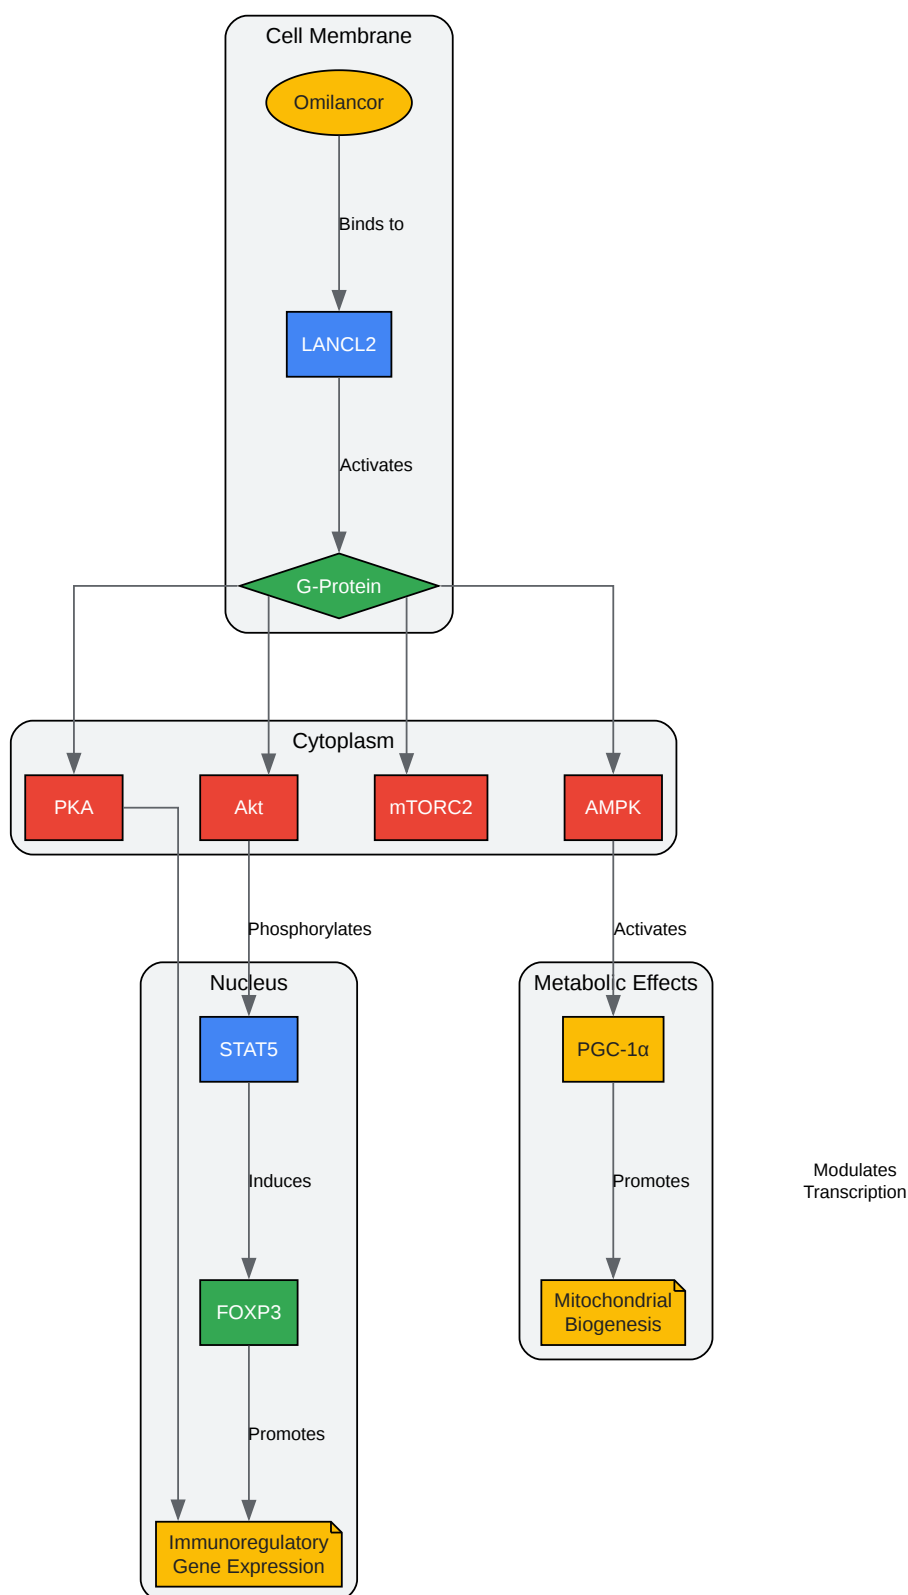 Cell Membrane
Omilancor
Binds to
LANCL2
Activates
G-Protein
Cytoplasm
PKA
Akt
mTORC2
AMPK
Phosphorylates
Activates
Nucleus
Metabolic Effects
STAT5
PGC-1α
Induces
Promotes
Modulates
Transcription
FOXP3
Mitochondrial
Biogenesis
Promotes
Immunoregulatory
Gene Expression